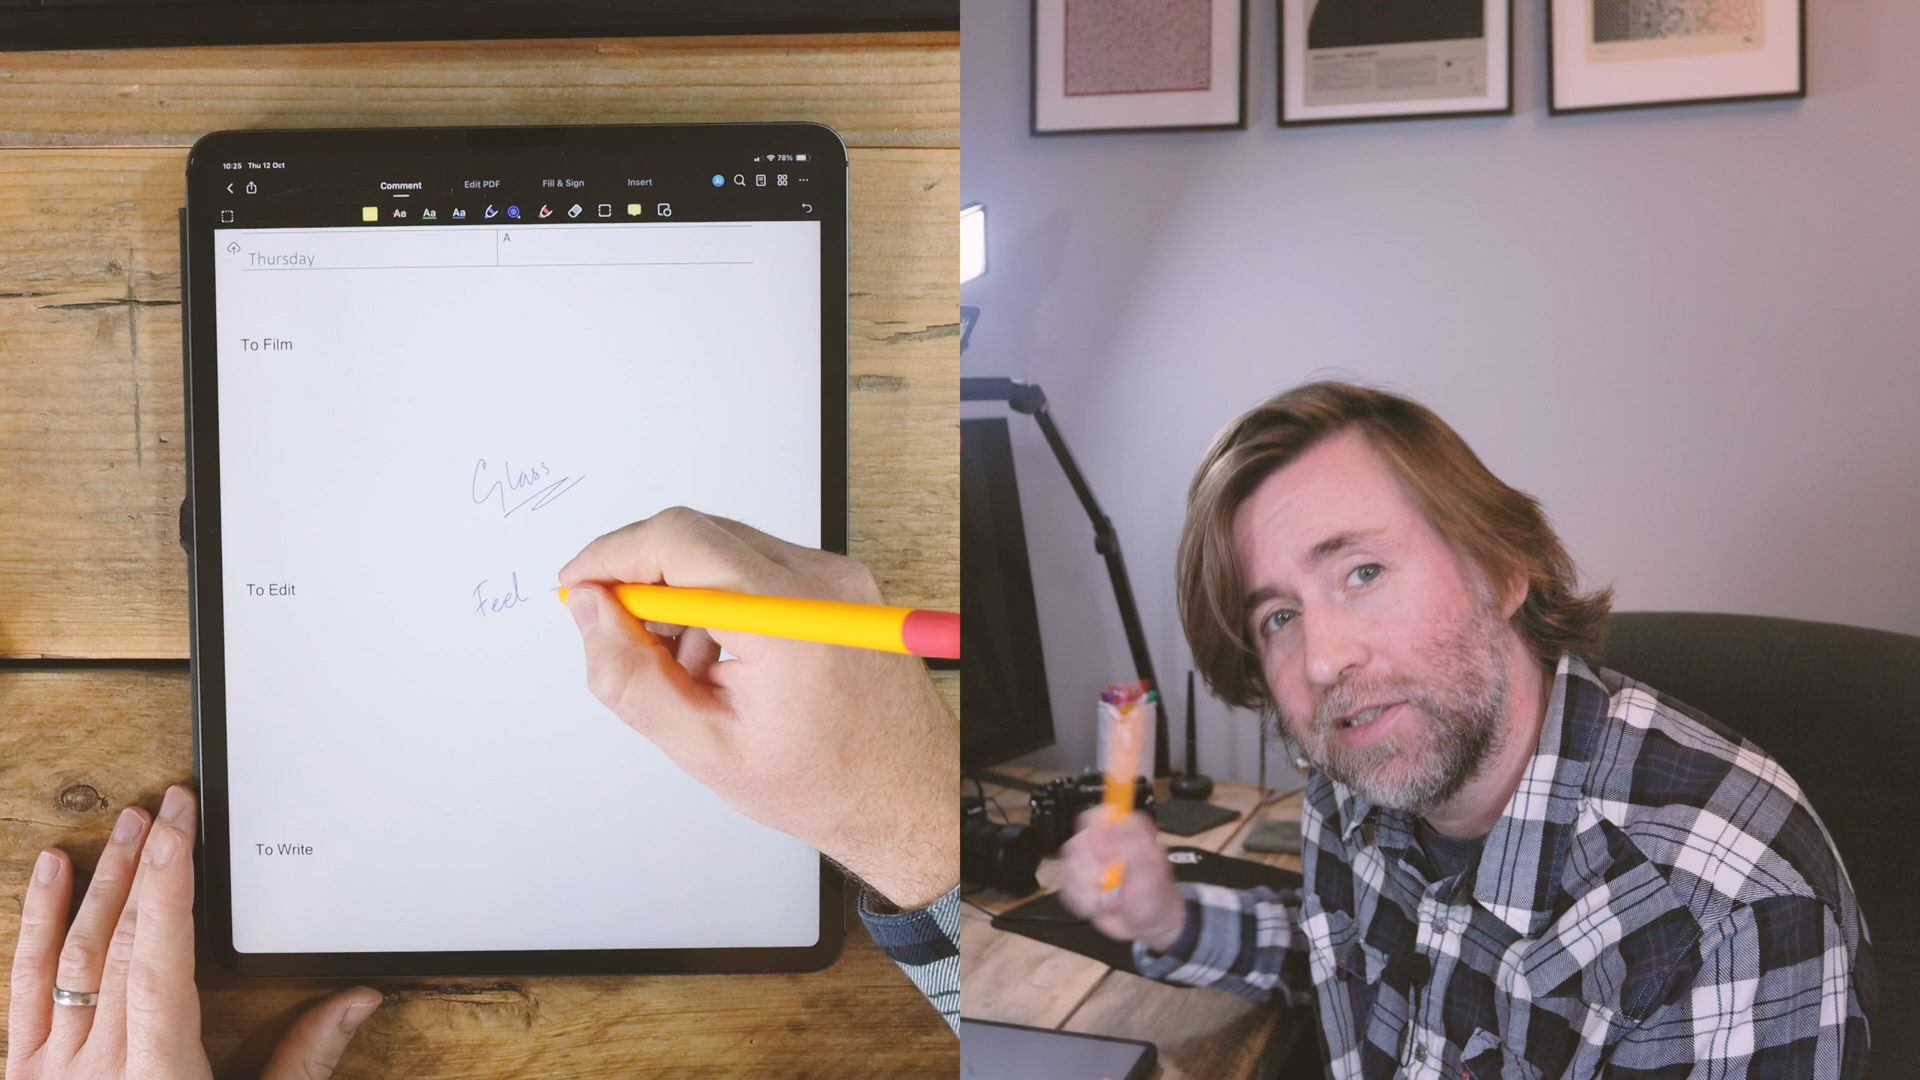 10:25 Thu 12 Oct
78%
Comment Edit PDF Fill & Sign Insert
Aa Aa Aa
A
Thursday
To Film
Glass
To Edit
Feel
To Write